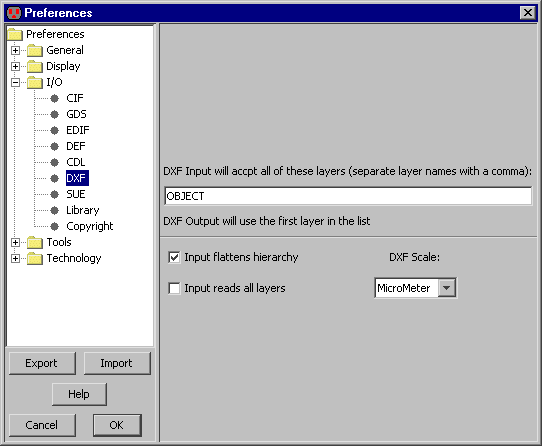 Preferences
Preferences
General
Display
I/O
CIF
GDS
EDIF
DEF
CDL
DXF
SUE
Library
Copyright
Tools
Technology
Export Import
Help
Cancel OK
DXF Input will accpt all of these layers (separate layer names with a comma):
OBJECT
DXF Output will use the first layer in the list
Input flattens hierarchy DXF Scale:
Input reads all layers MicroMeter